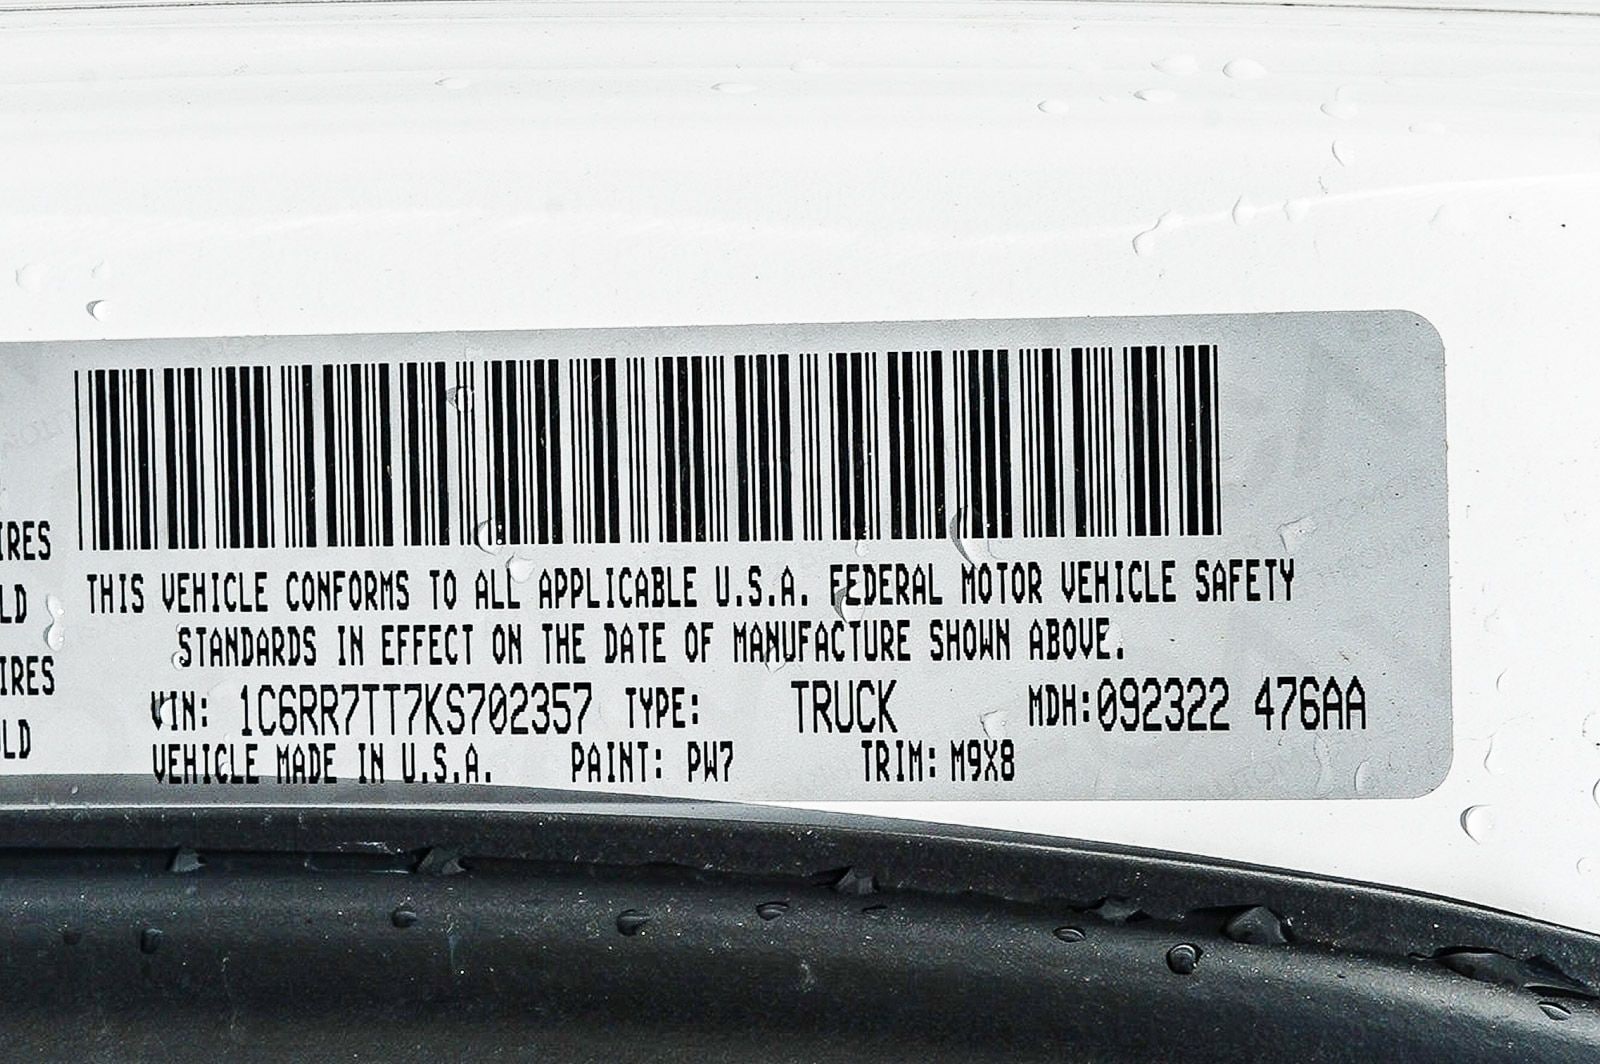 IRES
LD
IRES
LD
THIS VEHICLE CONFORMS TO ALL APPLICABLE U.S.A. FEDERAL MOTOR VEHICLE SAFETY
STANDARDS IN EFFECT ON THE DATE OF MANUFACTURE SHOWN ABOVE.
VIN: 1C6RR7TT7KS702357 TYPE: TRUCK MDH:092322 476AA
VEHICLE MADE IN U.S.A. PAINT: PW7 TRIM: M9X8